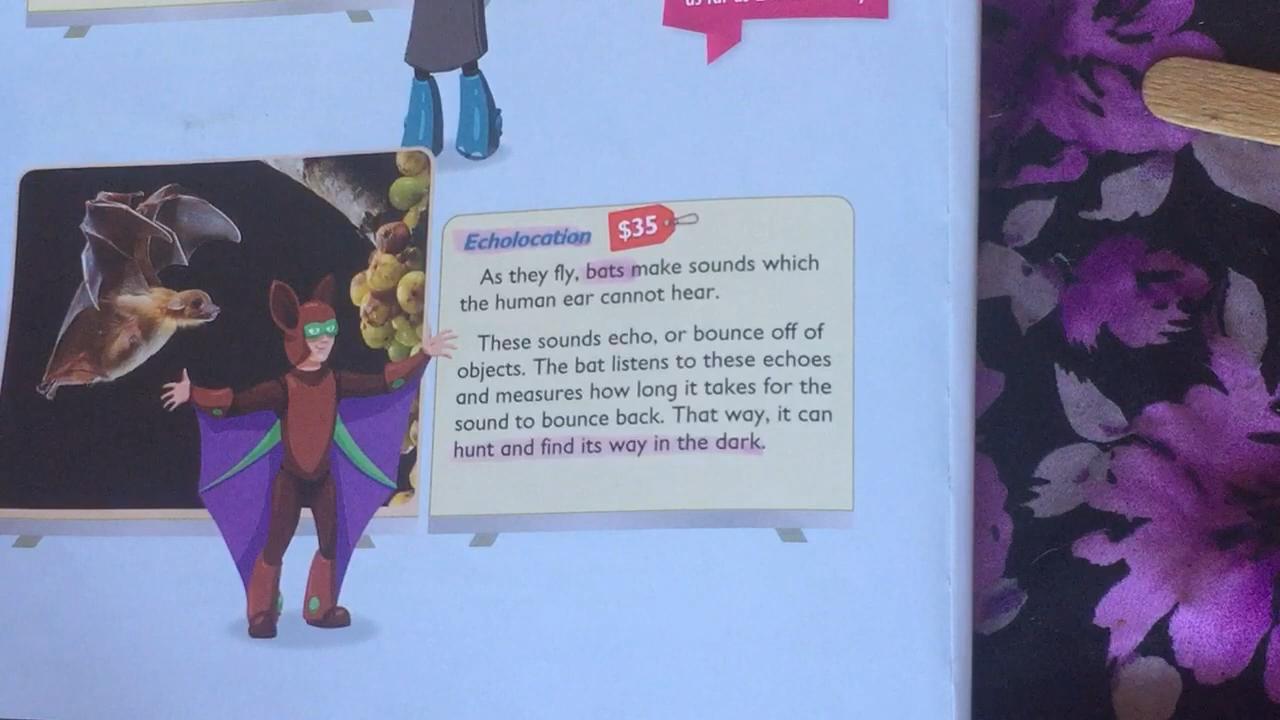 Echolocation $35
As they fly, bats make sounds which
the human ear cannot hear.
These sounds echo, or bounce off of
objects. The bat listens to these echoes
and measures how long it takes for the
sound to bounce back. That way, it can
hunt and find its way in the dark.